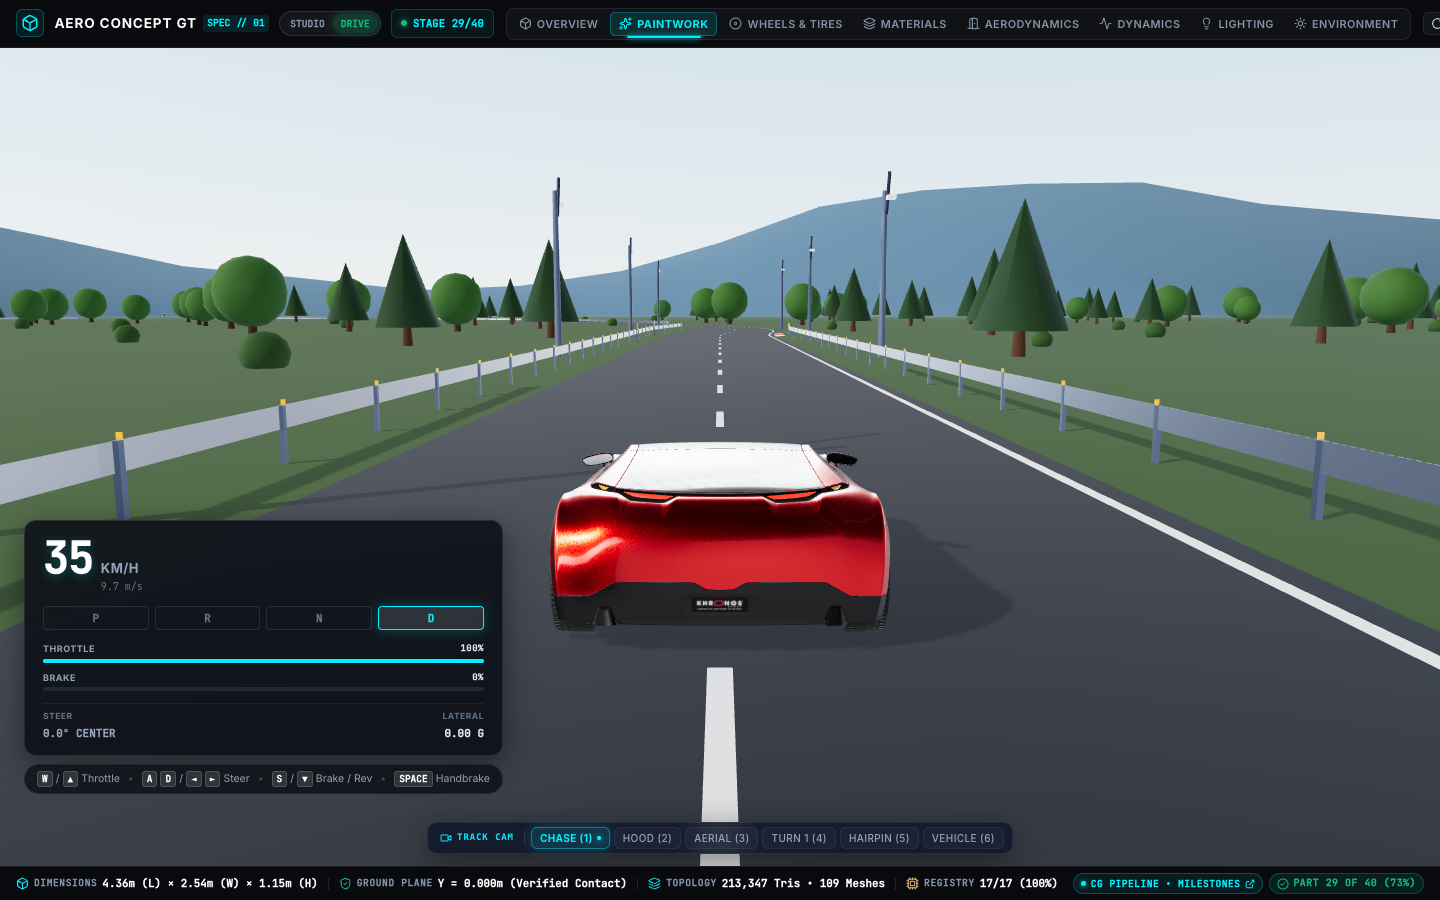 AERO CONCEPT GT SPEC // 01 STUDIO DRIVE STAGE 29/40 OVERVIEW PAINTWORK WHEELS & TIRES MATERIALS AERODYNAMICS DYNAMICS LIGHTING ENVIRONMENT
KHRONOS
35 KM/H
9.7 m/s
P R N D
THROTTLE 100%
BRAKE 0%
STEER LATERAL
0.0° CENTER 0.00 G
W / ▲ Throttle • A D / ◄ ► Steer • S / ▼ Brake / Rev • SPACE Handbrake
TRACK CAM CHASE (1) HOOD (2) AERIAL (3) TURN 1 (4) HAIRPIN (5) VEHICLE (6)
DIMENSIONS 4.36m (L) × 2.54m (W) × 1.15m (H) GROUND PLANE Y = 0.000m (Verified Contact) TOPOLOGY 213,347 Tris • 109 Meshes REGISTRY 17/17 (100%) CG PIPELINE • MILESTONES PART 29 OF 40 (73%)